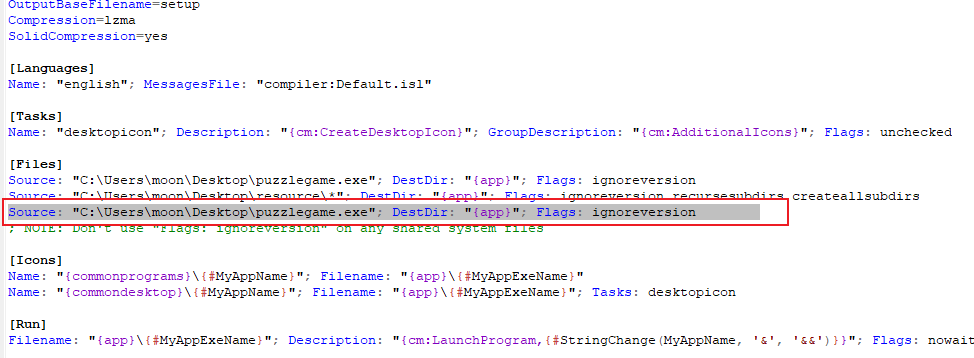 OutputBaseFilename=setup
Compression=lzma
SolidCompression=yes
[Languages]
Name: "english"; MessagesFile: "compiler:Default.isl"
[Tasks]
Name: "desktopicon"; Description: "{cm:CreateDesktopIcon}"; GroupDescription: "{cm:AdditionalIcons}"; Flags: unchecked
[Files]
Source: "C:\Users\moon\Desktop\puzzlegame.exe"; DestDir: "{app}"; Flags: ignoreversion
Source: "C:\Users\moon\Desktop\resource\*"; DestDir: "{app}"; Flags: ignoreversion recursesubdirs createallsubdirs
Source: "C:\Users\moon\Desktop\puzzlegame.exe"; DestDir: "{app}"; Flags: ignoreversion
; NOTE: Don't use "Flags: ignoreversion" on any shared system files
[Icons]
Name: "{commonprograms}\{#MyAppName}"; Filename: "{app}\{#MyAppExeName}"
Name: "{commondesktop}\{#MyAppName}"; Filename: "{app}\{#MyAppExeName}"; Tasks: desktopicon
[Run]
Filename: "{app}\{#MyAppExeName}"; Description: "{cm:LaunchProgram,{#StringChange(MyAppName, '&', '&&')}}"; Flags: nowait